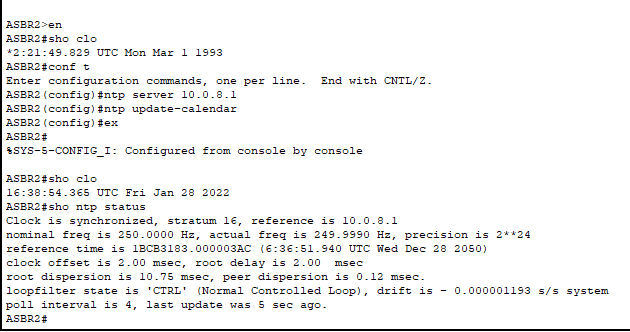 ASBR2>en
ASBR2#sho clo
*2:21:49.829 UTC Mon Mar 1 1993
ASBR2#conf t
Enter configuration commands, one per line.  End with CNTL/Z.
ASBR2(config)#ntp server 10.0.8.1
ASBR2(config)#ntp update-calendar
ASBR2(config)#ex
ASBR2#
%SYS-5-CONFIG_I: Configured from console by console
ASBR2#sho clo
16:38:54.365 UTC Fri Jan 28 2022
ASBR2#sho ntp status
Clock is synchronized, stratum 16, reference is 10.0.8.1
nominal freq is 250.0000 Hz, actual freq is 249.9990 Hz, precision is 2**24
reference time is 1BCB3183.000003AC (6:36:51.940 UTC Wed Dec 28 2050)
clock offset is 2.00 msec, root delay is 2.00  msec
root dispersion is 10.75 msec, peer dispersion is 0.12 msec.
loopfilter state is 'CTRL' (Normal Controlled Loop), drift is - 0.000001193 s/s system
poll interval is 4, last update was 5 sec ago.
ASBR2#